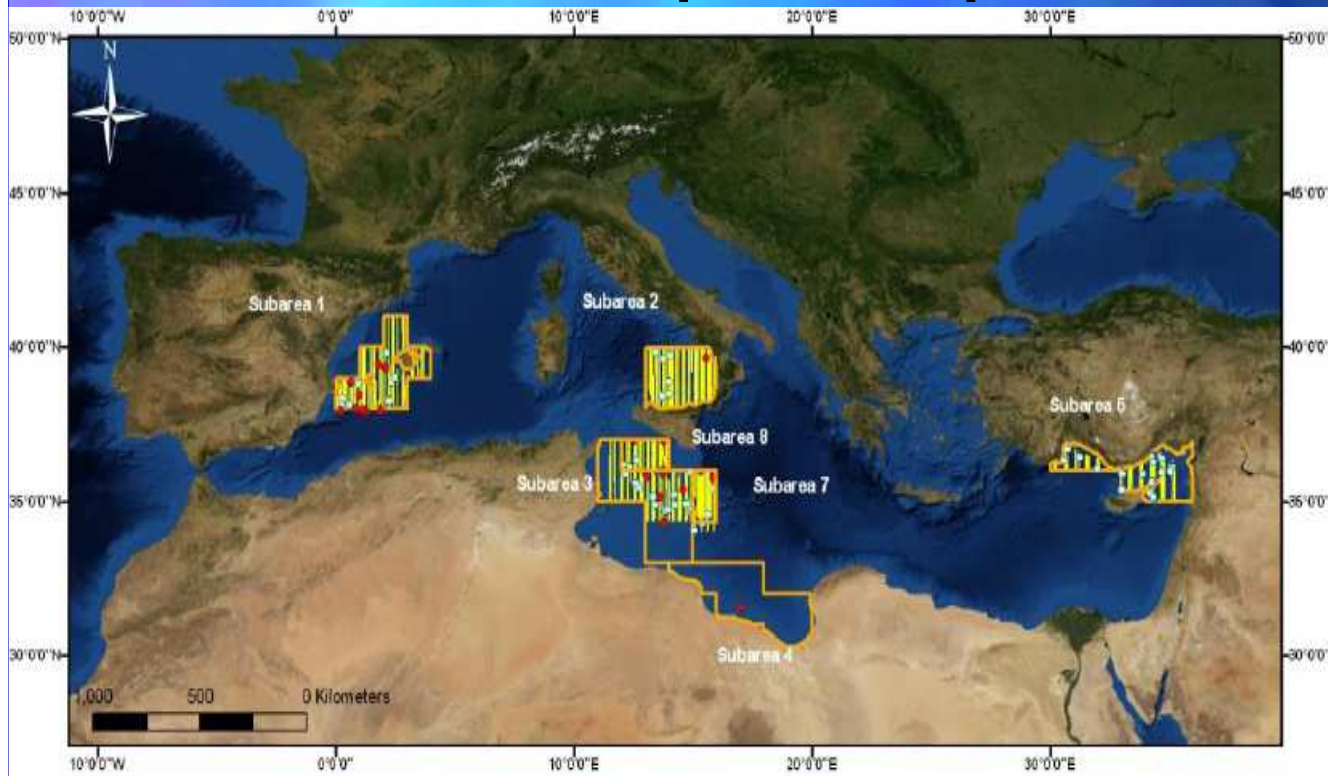 10°0'0"W 0°0'0" 10°0'0"E 20°0'0"E 30°0'0"E
50°0'0"N 50°0'0"
N
45°0'0"N 45°0'0"
Subarea 1 Subarea 2
40°0'0"N 40°0'0"
Subarea 5
Subarea 3 Subarea 7
35°0'0"N 35°0'0"
30°0'0"N Subarea 4 30°0'0"
1,000 500 0 Kilometers
10°0'0"W 0°0'0" 10°0'0"E 20°0'0"E 30°0'0"E